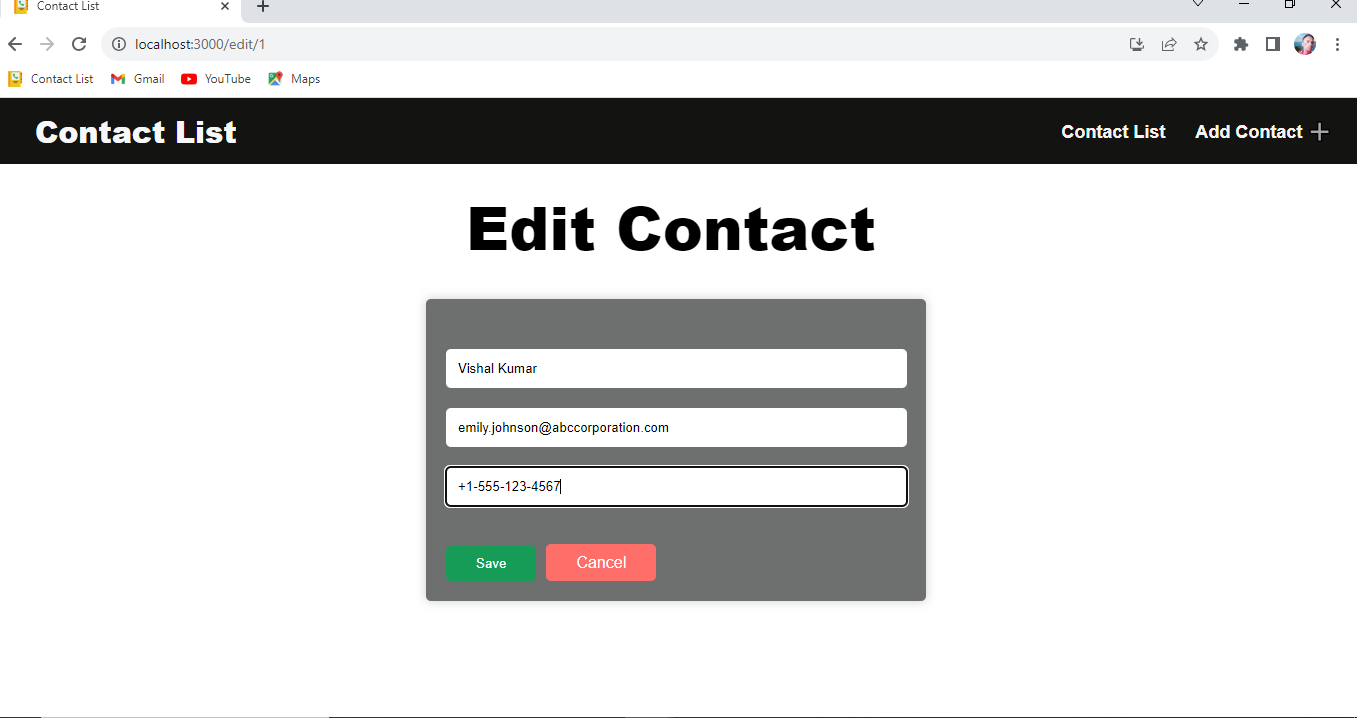 Contact List
localhost:3000/edit/1
Contact List Gmail YouTube Maps
Contact List Contact List Add Contact
Edit Contact
Vishal Kumar
emily.johnson@abccorporation.com
+1-555-123-4567
Save Cancel